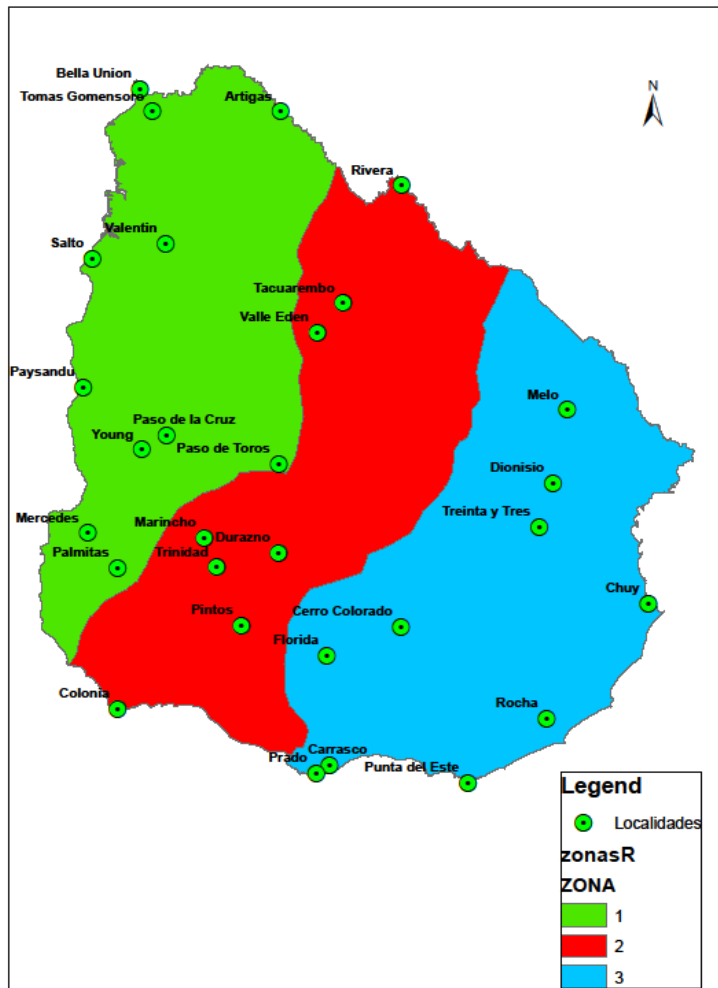 Bella Union
Tomas Gomensoro
Artigas
N
Rivera
Valentin
Salto
Tacuarembo
Valle Eden
Paysandu
Melo
Paso de la Cruz
Young
Paso de Toros
Dionisio
Mercedes
Marincho
Durazno
Treinta y Tres
Palmitas
Trinidad
Chuy
Pintos
Cerro Colorado
Florida
Colonia
Rocha
Prado
Carrasco
Punta del Este
Legend
Localidades
zonasR
ZONA
1
2
3